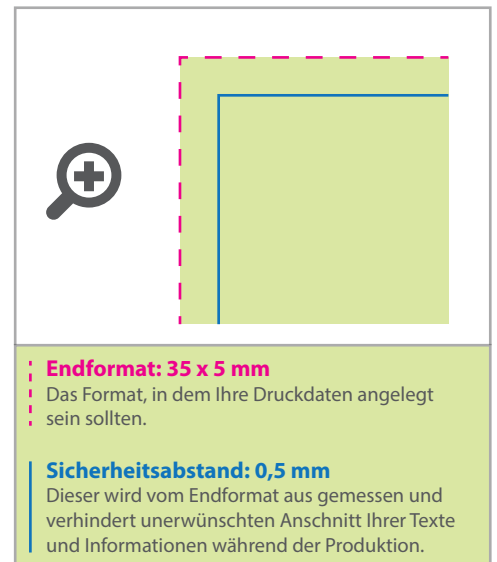 Endformat: 35 x 5 mm
Das Format, in dem Ihre Druckdaten angelegt
sein sollten.
Sicherheitsabstand: 0,5 mm
Dieser wird vom Endformat aus gemessen und
verhindert unerwünschten Anschnitt Ihrer Texte
und Informationen während der Produktion.